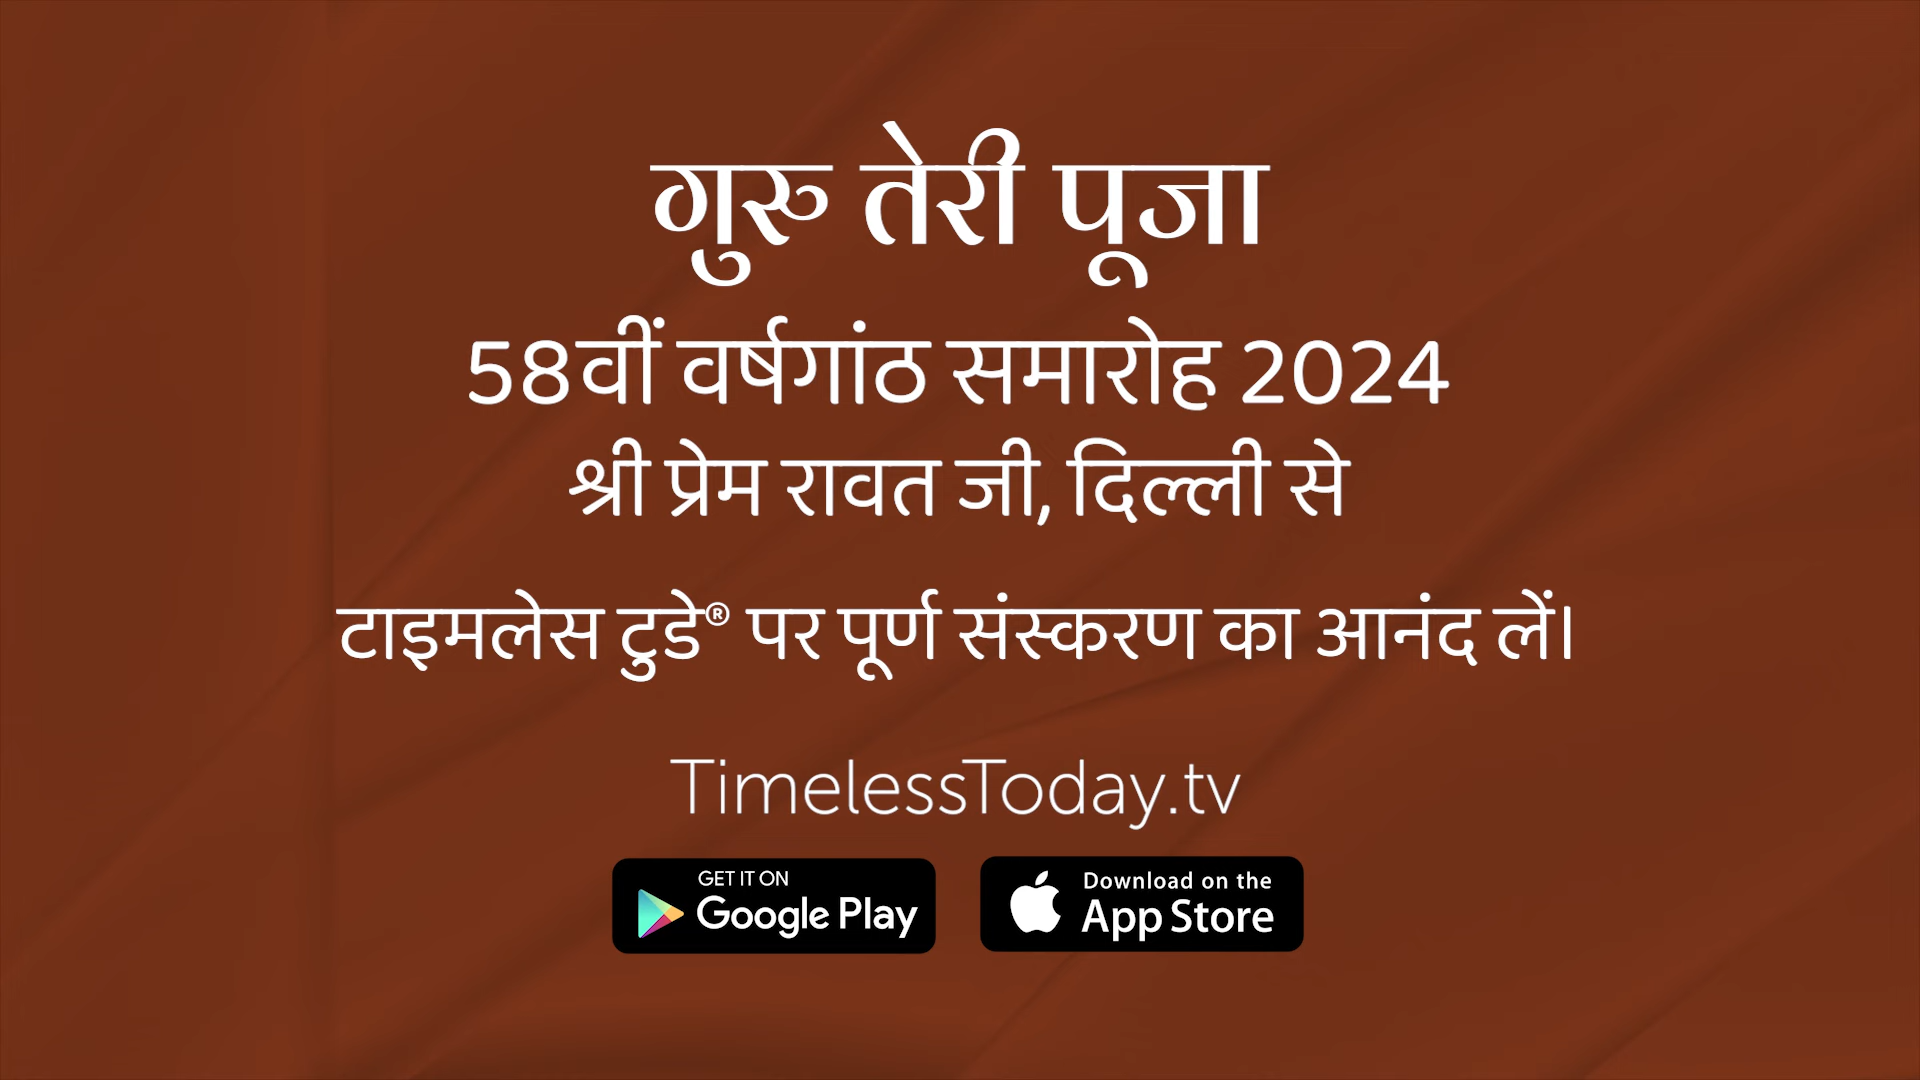 गुरु तेरी पूजा
58वीं वर्षगांठ समारोह 2024
श्री प्रेम रावत जी, दिल्ली से
टाइमलेस टुडे® पर पूर्ण संस्करण का आनंद लें।
TimelessToday.tv
GET IT ON
Google Play
Download on the
App Store